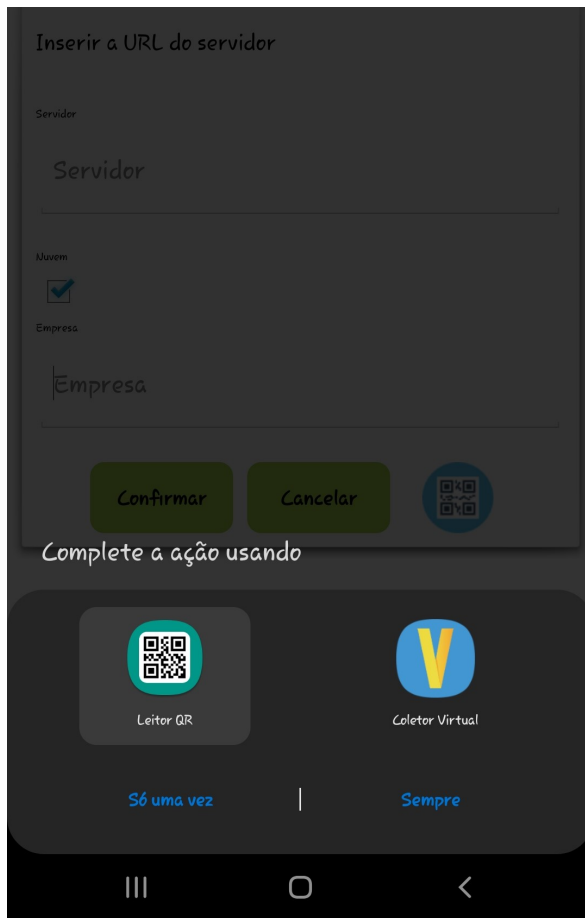 Inserir a URL do servidor
Servidor
Servidor
Nuvem
Empresa
Empresa
Confirmar Cancelar
Complete a ação usando
Leitor QR Coletor Virtual
Só uma vez | Sempre